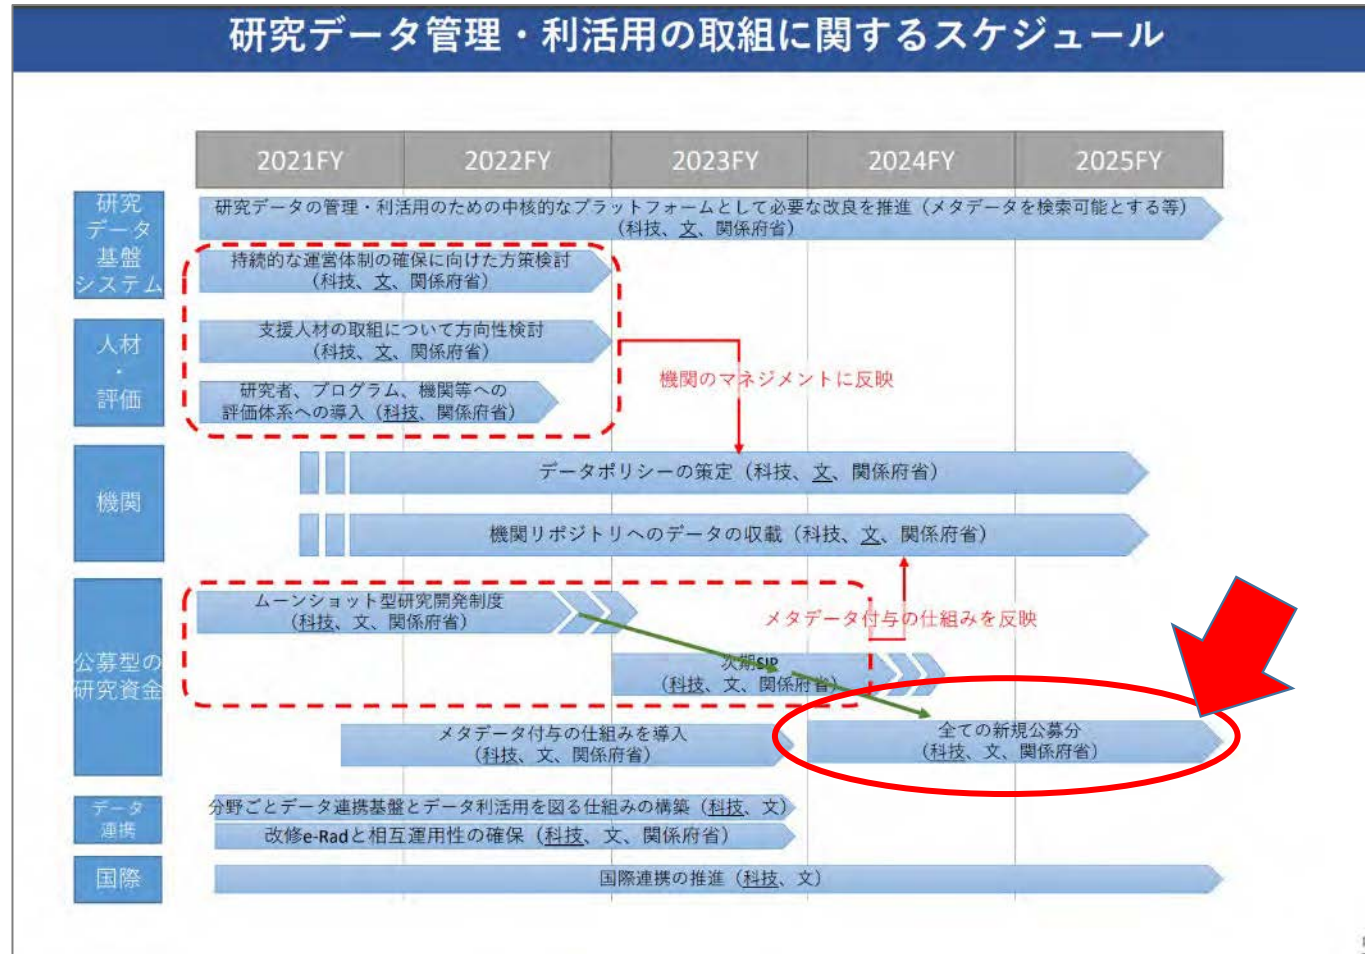 研究データ管理・利活用の取組に関するスケジュール
2021FY
2022FY
2023FY
2024FY
2025FY
研究
データ
基盤
システム
研究データの管理・利活用のための中核的なプラットフォームとして必要な改良を推進（メタデータを検索可能とする等）
（科技、文、関係府省）
持続的な運営体制の確保に向けた方策検討
（科技、文、関係府省）
人材
・
評価
支援人材の取組について方向性検討
（科技、文、関係府省）
研究者、プログラム、機関等への
評価体系への導入（科技、関係府省）
機関のマネジメントに反映
機関
データポリシーの策定（科技、文、関係府省）
機関リポジトリへのデータの収載（科技、文、関係府省）
公募型の
研究資金
ムーンショット型研究開発制度
（科技、文、関係府省）
メタデータ付与の仕組みを反映
次期SIP
（科技、文、関係府省）
メタデータ付与の仕組みを導入
（科技、文、関係府省）
全ての新規公募分
（科技、文、関係府省）
データ
連携
分野ごとデータ連携基盤とデータ利活用を図る仕組みの構築（科技、文）
改修e-Radと相互運用性の確保（科技、文、関係府省）
国際
国際連携の推進（科技、文）